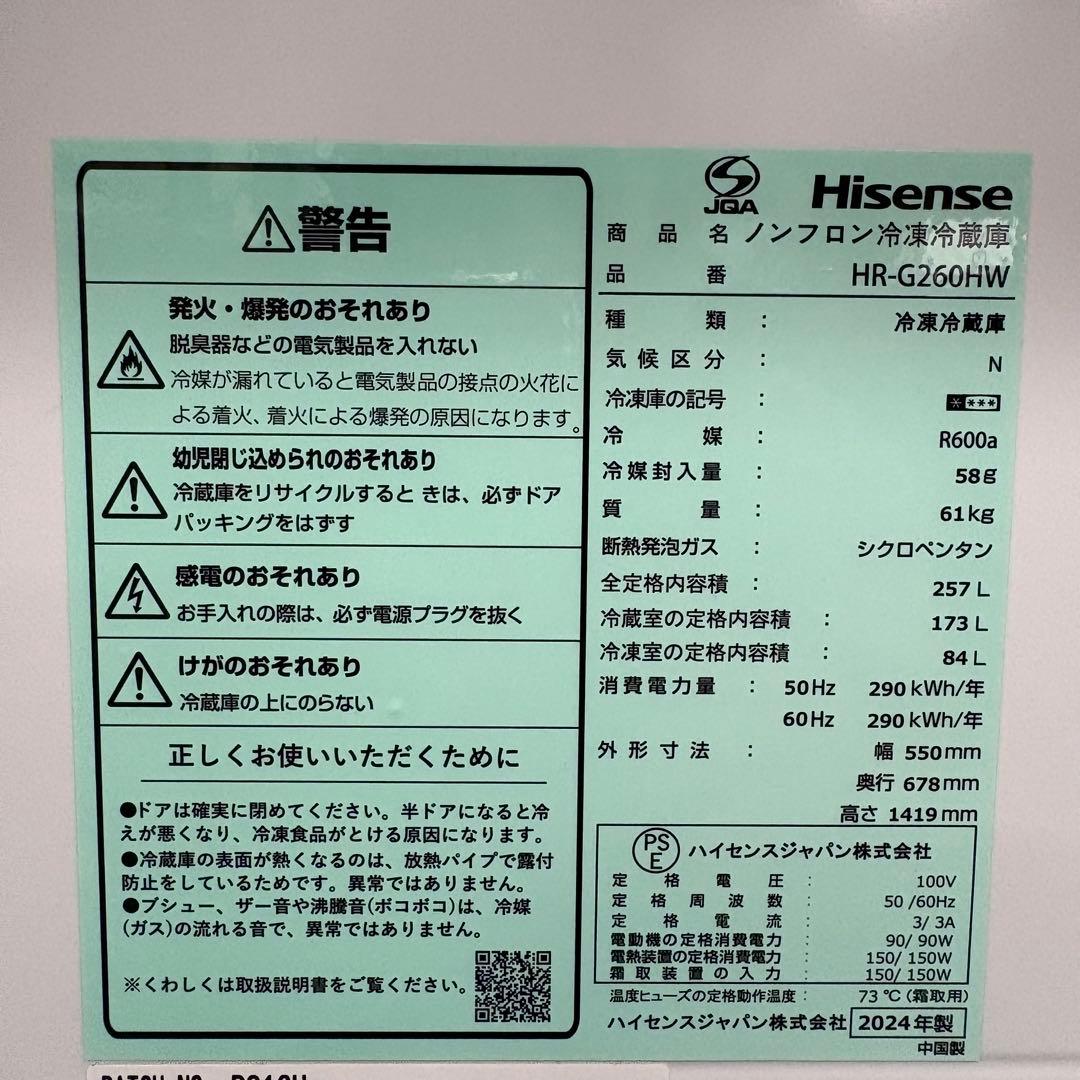 警告
発火・爆発のおそれあり
脱臭器などの電気製品を入れない
冷媒が漏れていると電気製品の接点の火花に
よる着火、着火による爆発の原因になります。
幼児閉じ込められのおそれあり
冷蔵庫をリサイクルすると きは、必ずドア
パッキングをはずす
感電のおそれあり
お手入れの際は、必ず電源プラグを抜く
けがのおそれあり
冷蔵庫の上にのらない
正しくお使いいただくために
●ドアは確実に閉めてください。半ドアになると冷
えが悪くなり、冷凍食品がとける原因になります。
●冷蔵庫の表面が熱くなるのは、放熱パイプで露付
防止をしているためです。異常ではありません。
●ブシュー、ザー音や沸騰音(ボコボコ)は、冷媒
(ガス)の流れる音で、異常ではありません。
※くわしくは取扱説明書をご覧ください。
JQA Hisense
商品名 ノンフロン冷凍冷蔵庫
品番 HR-G260HW
種類 : 冷凍冷蔵庫
気候区分 : N
冷凍庫の記号 : ****
冷媒 : R600a
冷媒封入量 : 58g
質量 : 61kg
断熱発泡ガス : シクロペンタン
全定格内容積 : 257 L
冷蔵室の定格内容積 : 173 L
冷凍室の定格内容積 : 84 L
消費電力量 : 50Hz 290 kWh/年
60Hz 290 kWh/年
外形寸法 : 幅 550mm
奥行 678mm
高さ 1419mm
PSE ハイセンスジャパン株式会社
定格電圧 : 100V
定格周波数 : 50/60Hz
定格電流 : 3/ 3A
電動機の定格消費電力 : 90/ 90W
電熱装置の定格消費電力 : 150/ 150W
霜取装置の入力 : 150/ 150W
温度ヒューズの定格動作温度 : 73 ℃ (霜取用)
ハイセンスジャパン株式会社 2024年製
中国製